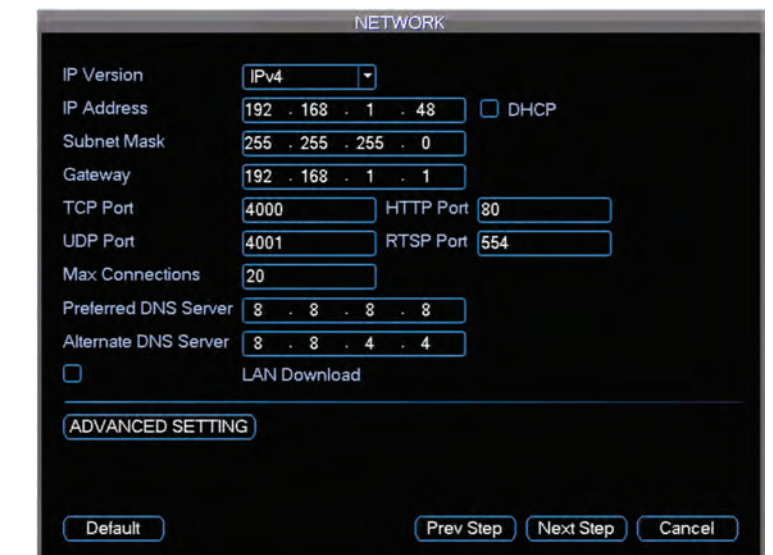 NETWORK
IP Version IPv4
IP Address 192 . 168 . 1 . 48 DHCP
Subnet Mask 255 . 255 . 255 . 0
Gateway 192 . 168 . 1 . 1
TCP Port 4000 HTTP Port 80
UDP Port 4001 RTSP Port 554
Max Connections 20
Preferred DNS Server 8 . 8 . 8 . 8
Alternate DNS Server 8 . 8 . 4 . 4
LAN Download
ADVANCED SETTING
Default Prev Step Next Step Cancel